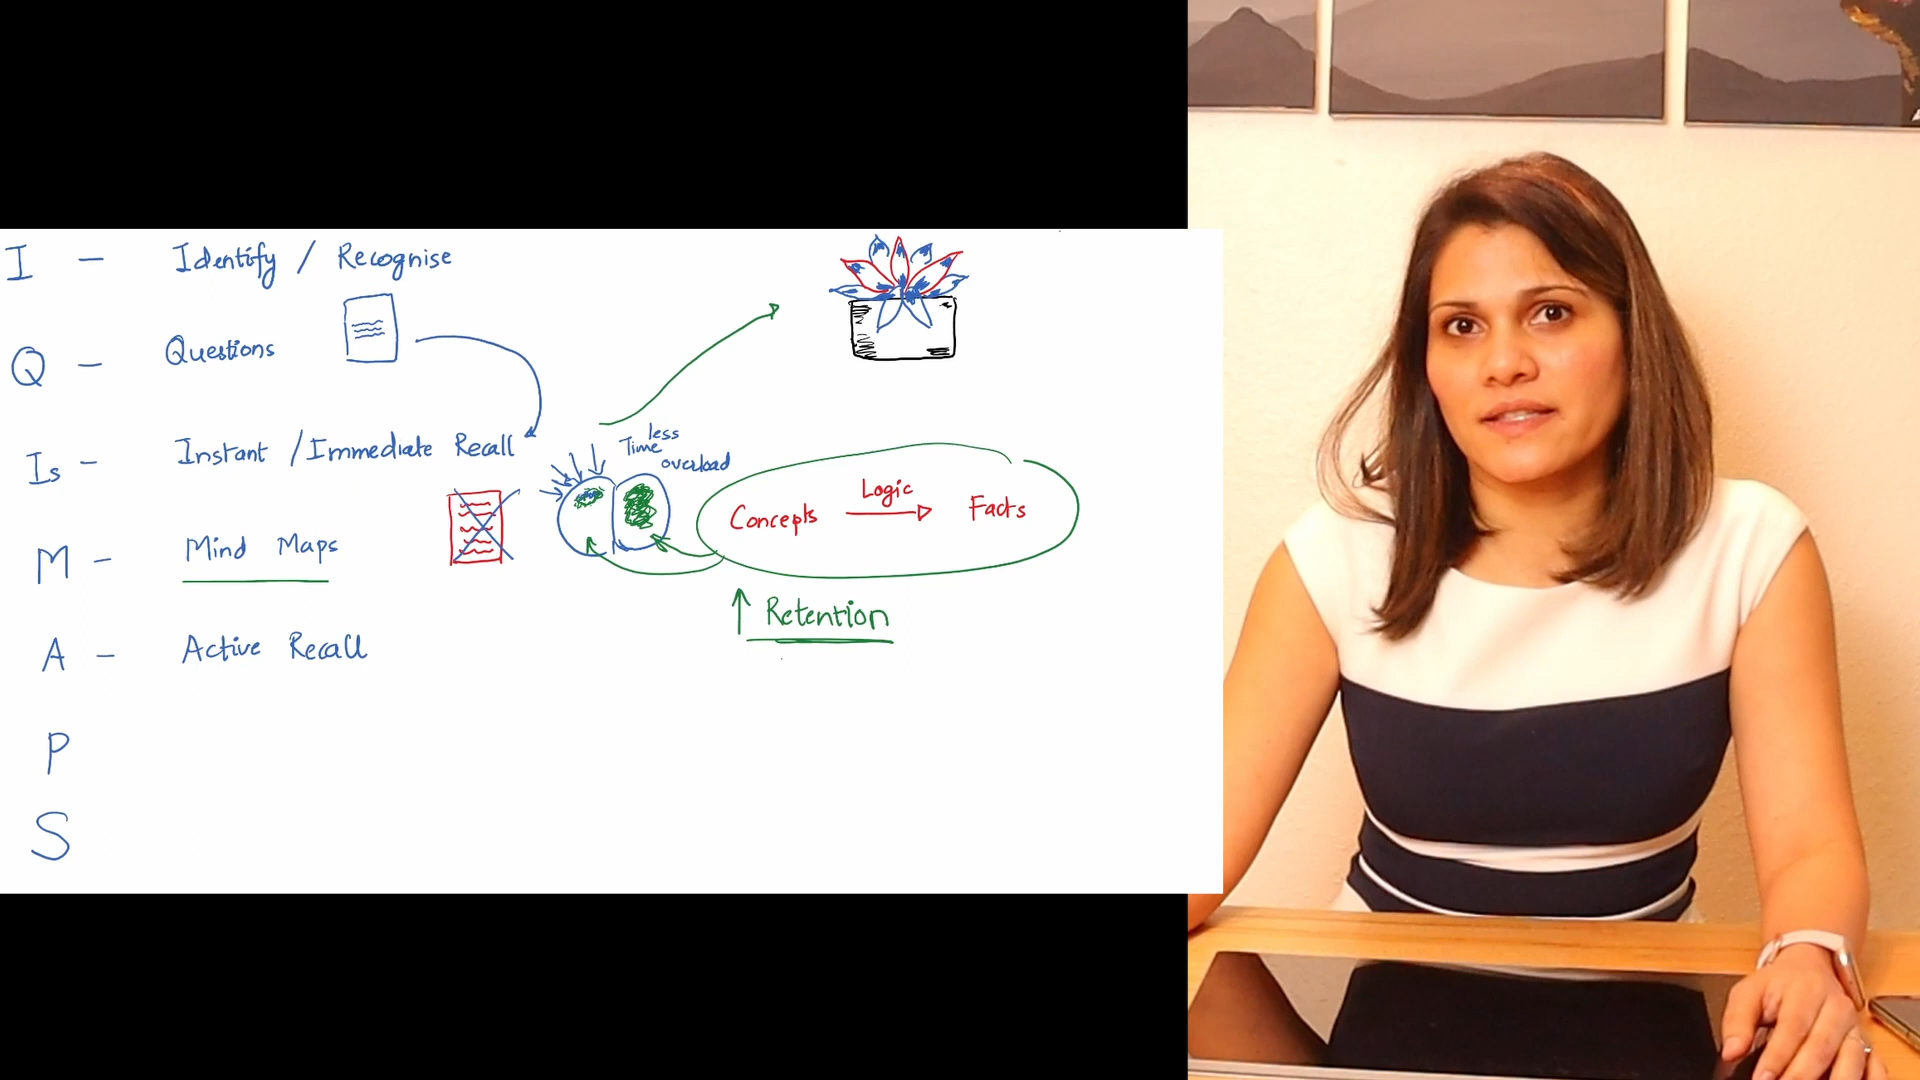 I - Identify / Recognise
Q - Questions
Is - Instant / Immediate Recall
Time less overload
Concepts Logic Facts
M - Mind Maps
↑ Retention
A - Active Recall
P
S